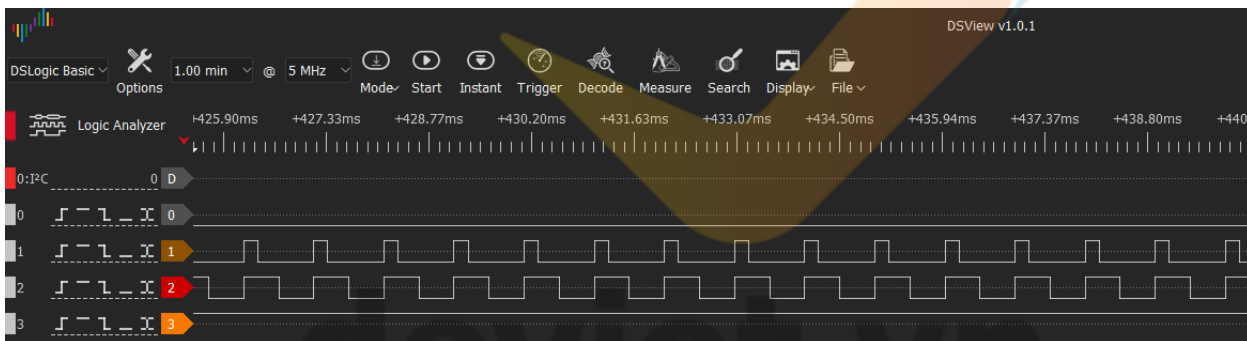 DSView v1.0.1
DSLogic Basic 1.00 min @ 5 MHz
Options Mode Start Instant Trigger Decode Measure Search Display File
Logic Analyzer +425.90ms +427.33ms +428.77ms +430.20ms +431.63ms +433.07ms +434.50ms +435.94ms +437.37ms +438.80ms +440
0:I²C 0 D
0 0
1 1
2 2
3 3